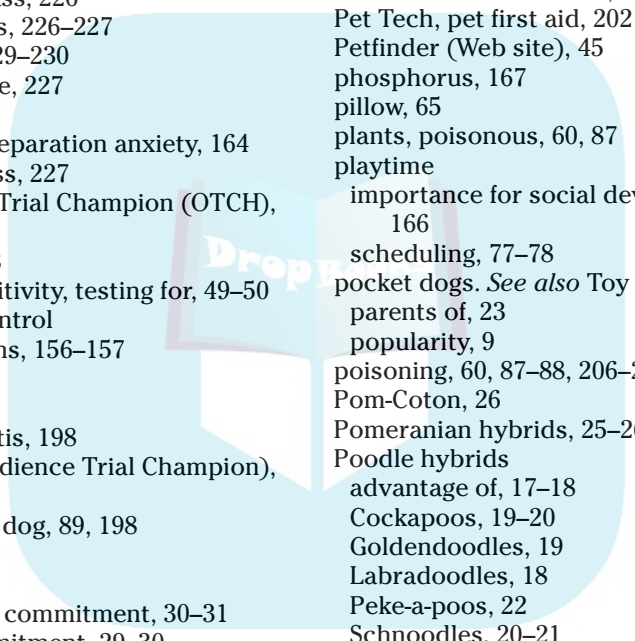 ss, 226
s, 226–227
29–230
e, 227
eparation anxiety, 164
ss, 227
Trial Champion (OTCH),
itivity, testing for, 49–50
ntrol
ns, 156–157
tis, 198
dience Trial Champion),
dog, 89, 198
commitment, 30–31
mitment, 29–30
Pet Tech, pet first aid, 202
Petfinder (Web site), 45
phosphorus, 167
pillow, 65
plants, poisonous, 60, 87
playtime
importance for social dev
166
scheduling, 77–78
pocket dogs. See also Toy
parents of, 23
popularity, 9
poisoning, 60, 87–88, 206–2
Pom-Coton, 26
Pomeranian hybrids, 25–26
Poodle hybrids
advantage of, 17–18
Cockapoos, 19–20
Goldendoodles, 19
Labradoodles, 18
Peke-a-poos, 22
Schnoodles, 20–21
Drop B